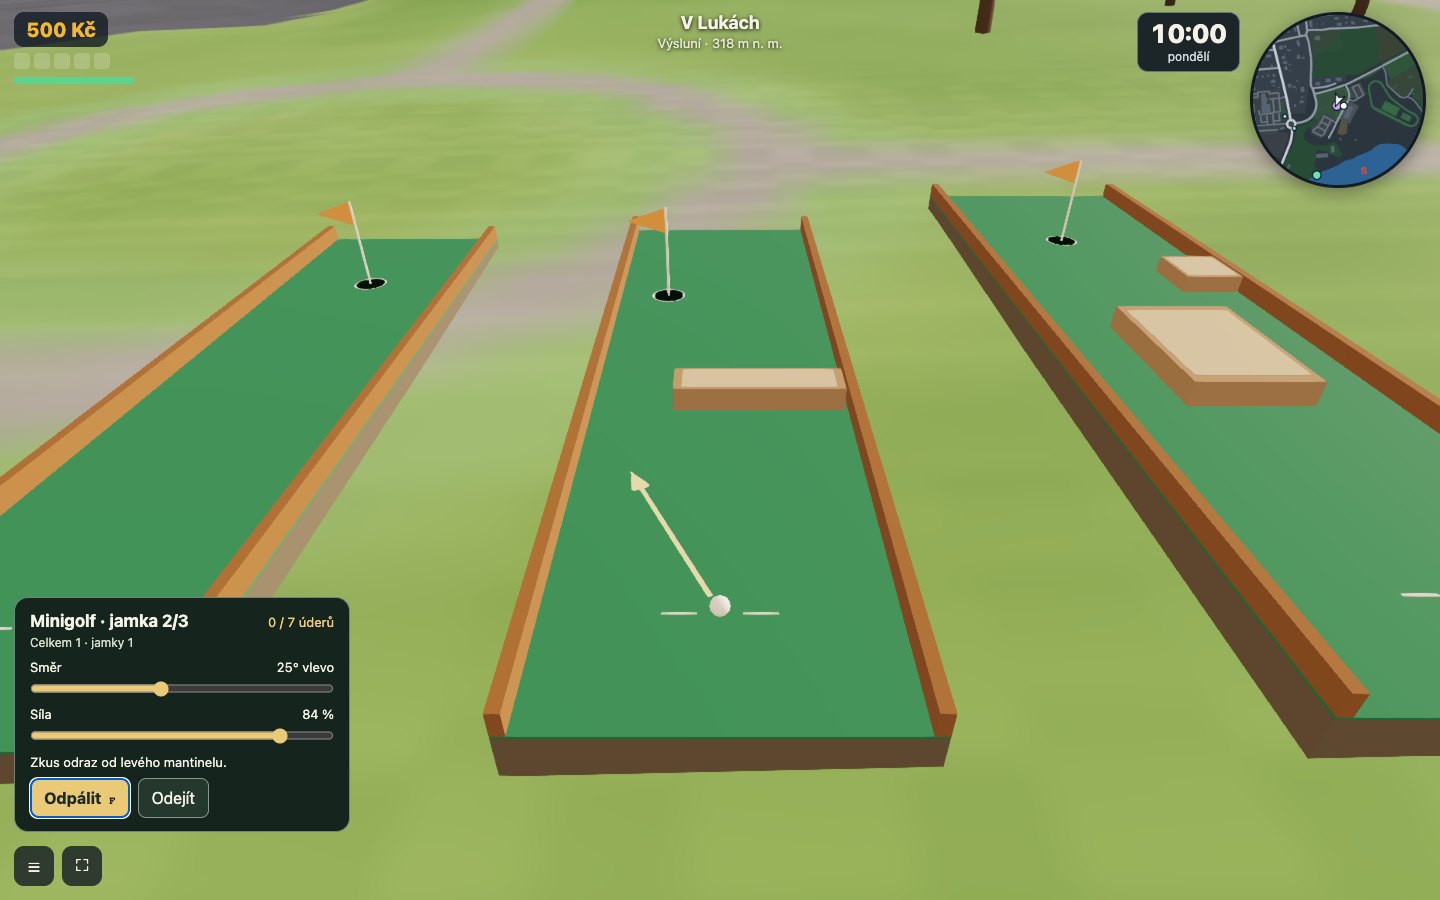 500 Kč
V Lukách
Výsluní · 318 m n. m.
10:00
pondělí
S
Minigolf · jamka 2/3
0 / 7 úderů
Celkem 1 · jamky 1
Směr
25° vlevo
Síla
84 %
Zkus odraz od levého mantinelu.
Odpálit F
Odejít